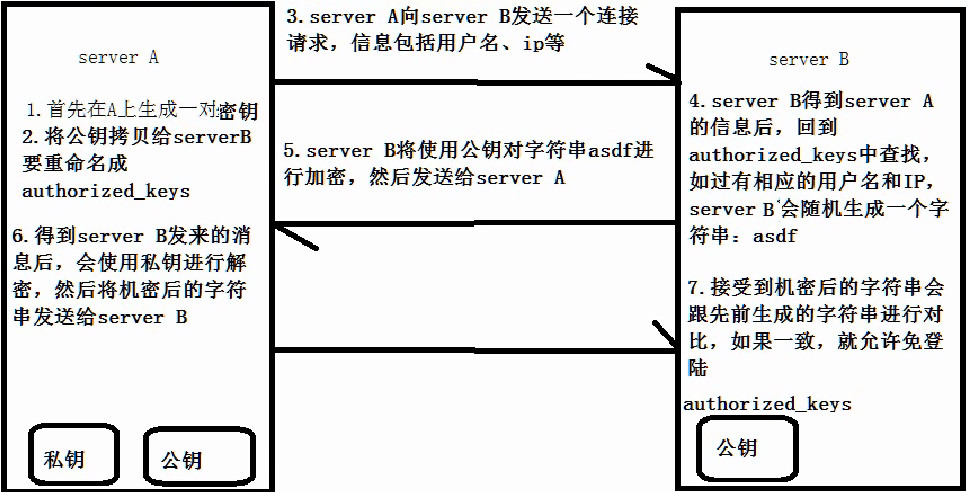 server A
1.首先在A上生成一对密钥
2.将公钥拷贝给serverB
要重命名成
authorized_keys
6.得到server B发来的消
息后，会使用私钥进行解
密，然后将机密后的字符
串发送给server B
私钥
公钥
3.server A向server B发送一个连接
请求，信息包括用户名、ip等
5.server B将使用公钥对字符串asdf进
行加密，然后发送给server A
server B
4.server B得到server A
的信息后，回到
authorized_keys中查找，
如过有相应的用户名和IP，
server B会随机生成一个字
符串：asdf
7.接受到机密后的字符串会
跟先前生成的字符串进行对
比，如果一致，就允许免登
陆
authorized_keys
公钥